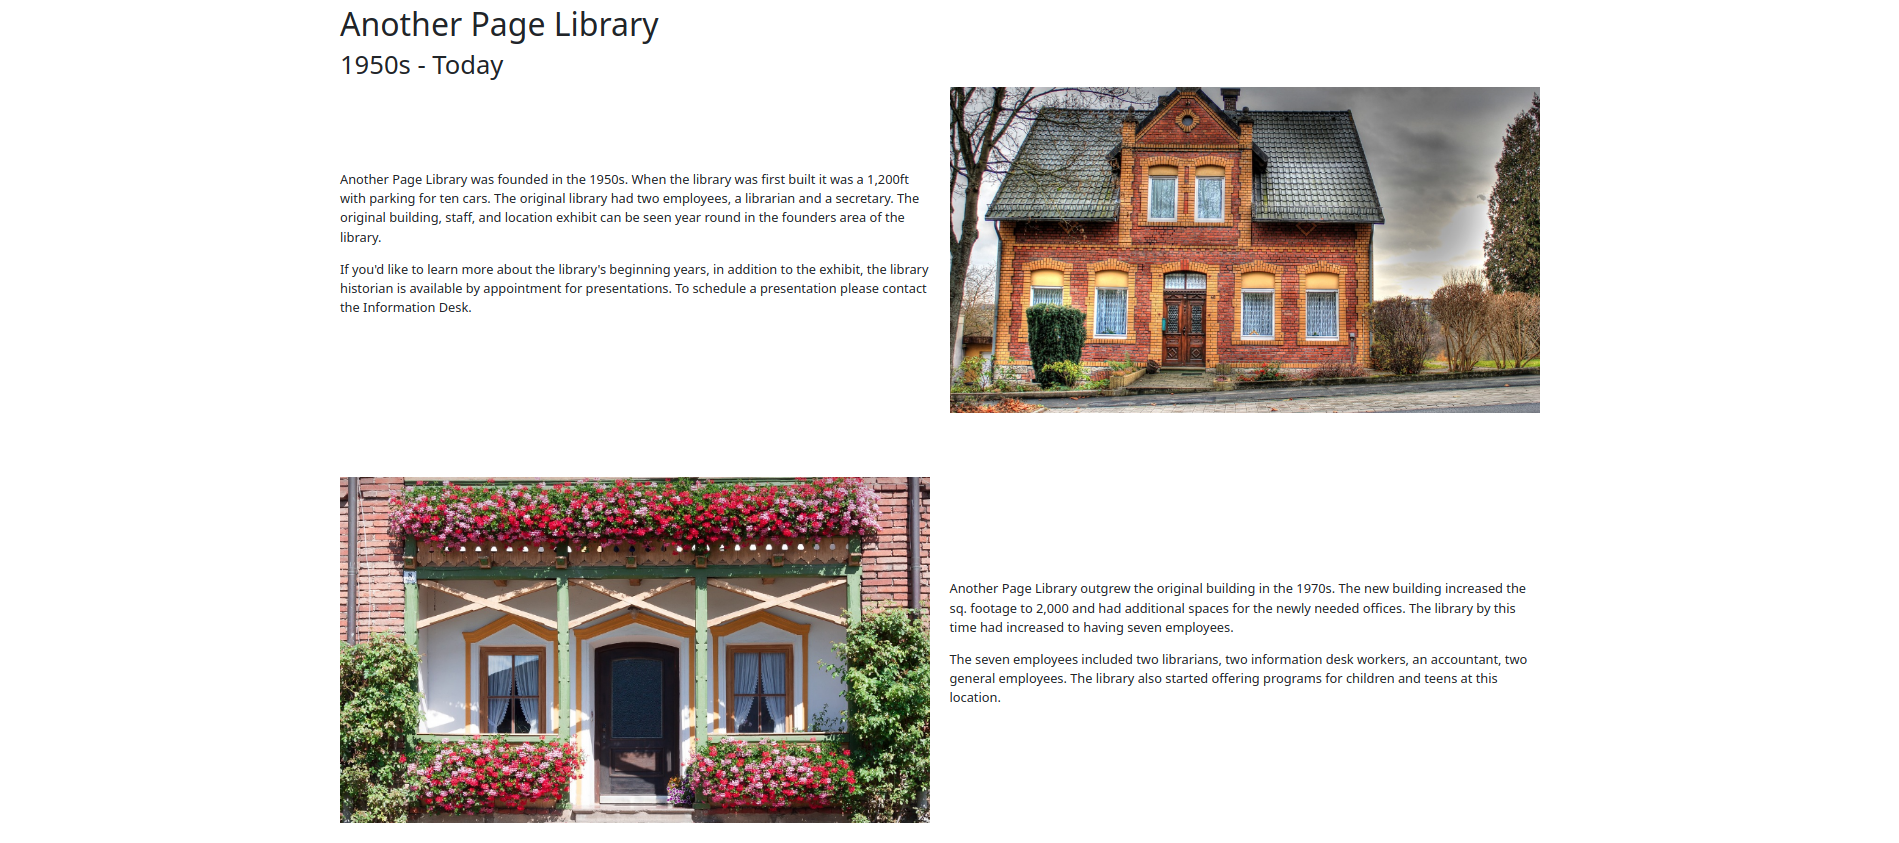 Another Page Library
1950s - Today
Another Page Library was founded in the 1950s. When the library was first built it was a 1,200ft
with parking for ten cars. The original library had two employees, a librarian and a secretary. The
original building, staff, and location exhibit can be seen year round in the founders area of the
library.
If you'd like to learn more about the library's beginning years, in addition to the exhibit, the library
historian is available by appointment for presentations. To schedule a presentation please contact
the Information Desk.
Another Page Library outgrew the original building in the 1970s. The new building increased the
sq. footage to 2,000 and had additional spaces for the newly needed offices. The library by this
time had increased to having seven employees.
The seven employees included two librarians, two information desk workers, an accountant, two
general employees. The library also started offering programs for children and teens at this
location.